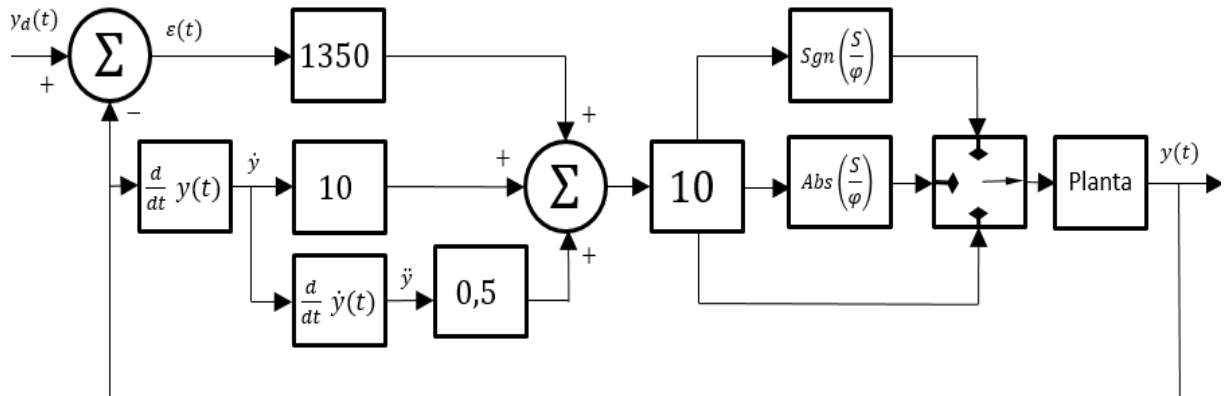 y_d(t)
ε(t)
Σ
+
−
1350
Sgn(S/φ)
+
d/dt y(t)
ẏ
10
+
Σ
10
Abs(S/φ)
Planta
y(t)
d/dt ẏ(t)
ÿ
0,5
+